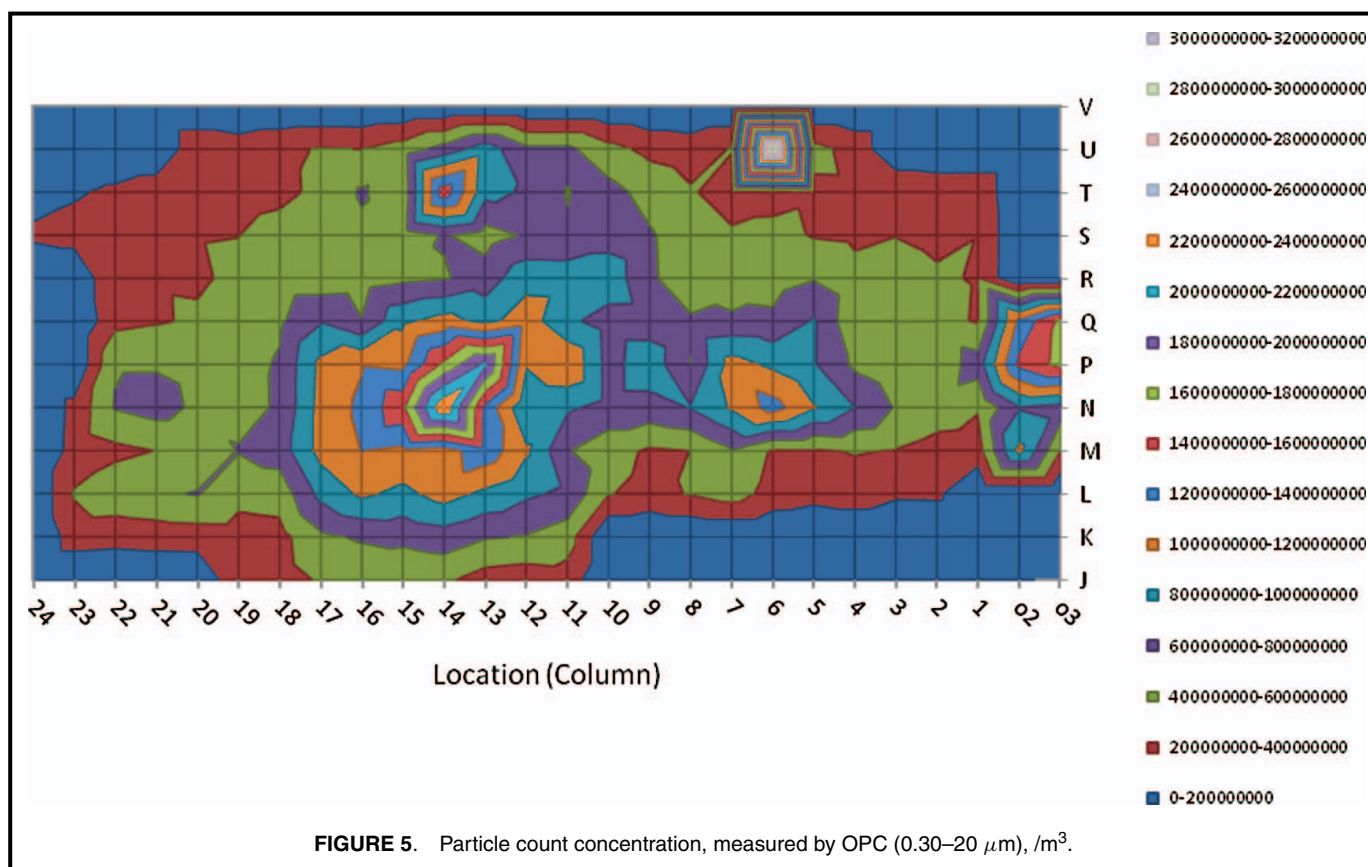 3000000000-3200000000
2800000000-3000000000
2600000000-2800000000
2400000000-2600000000
2200000000-2400000000
2000000000-2200000000
1800000000-2000000000
1600000000-1800000000
1400000000-1600000000
1200000000-1400000000
1000000000-1200000000
800000000-1000000000
600000000-800000000
400000000-600000000
200000000-400000000
0-200000000
V
U
T
S
R
Q
P
N
M
L
K
J
24 23 22 21 20 19 18 17 16 15 14 13 12 11 10 9 8 7 6 5 4 3 2 1 02 03
Location (Column)
FIGURE 5. Particle count concentration, measured by OPC (0.30–20 μm), /m³.